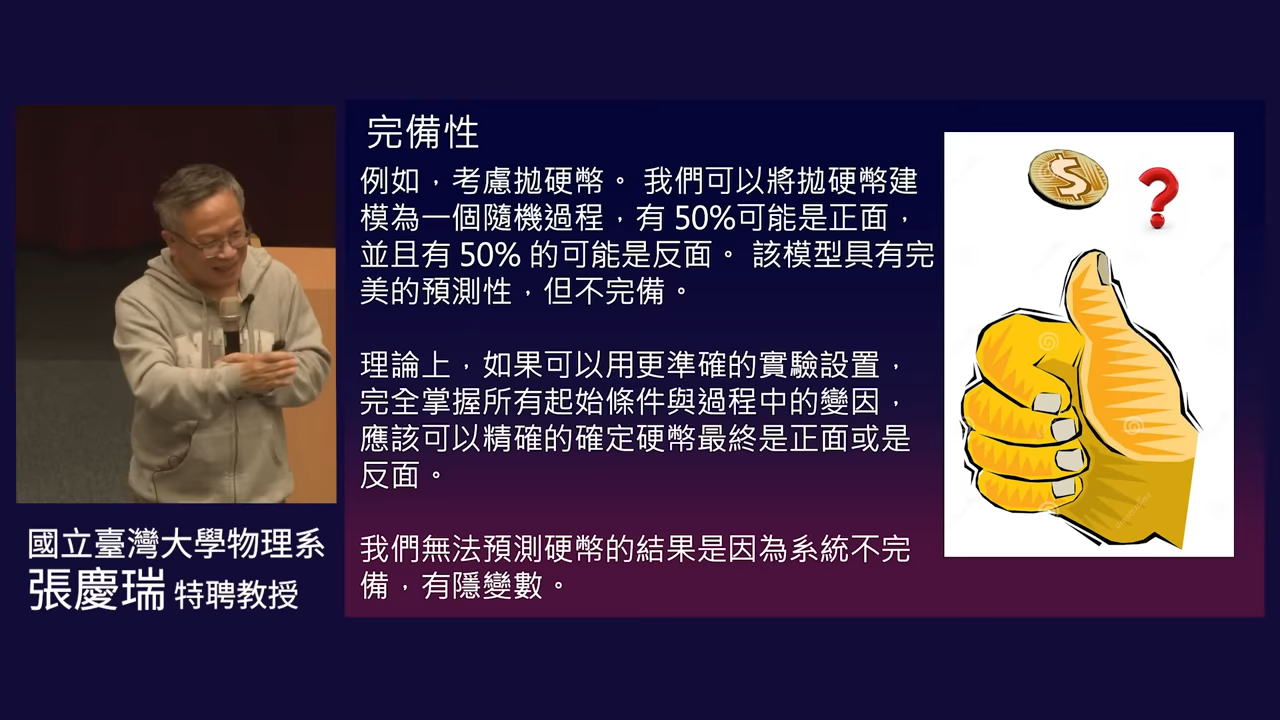 完備性
例如，考慮拋硬幣。 我們可以將拋硬幣建
模為一個隨機過程，有 50%可能是正面，
並且有 50% 的可能是反面。 該模型具有完
美的預測性，但不完備。
理論上，如果可以用更準確的實驗設置，
完全掌握所有起始條件與過程中的變因，
應該可以精確的確定硬幣最終是正面或是
反面。
我們無法預測硬幣的結果是因為系統不完
備，有隱變數。
$
?
國立臺灣大學物理系
張慶瑞 特聘教授